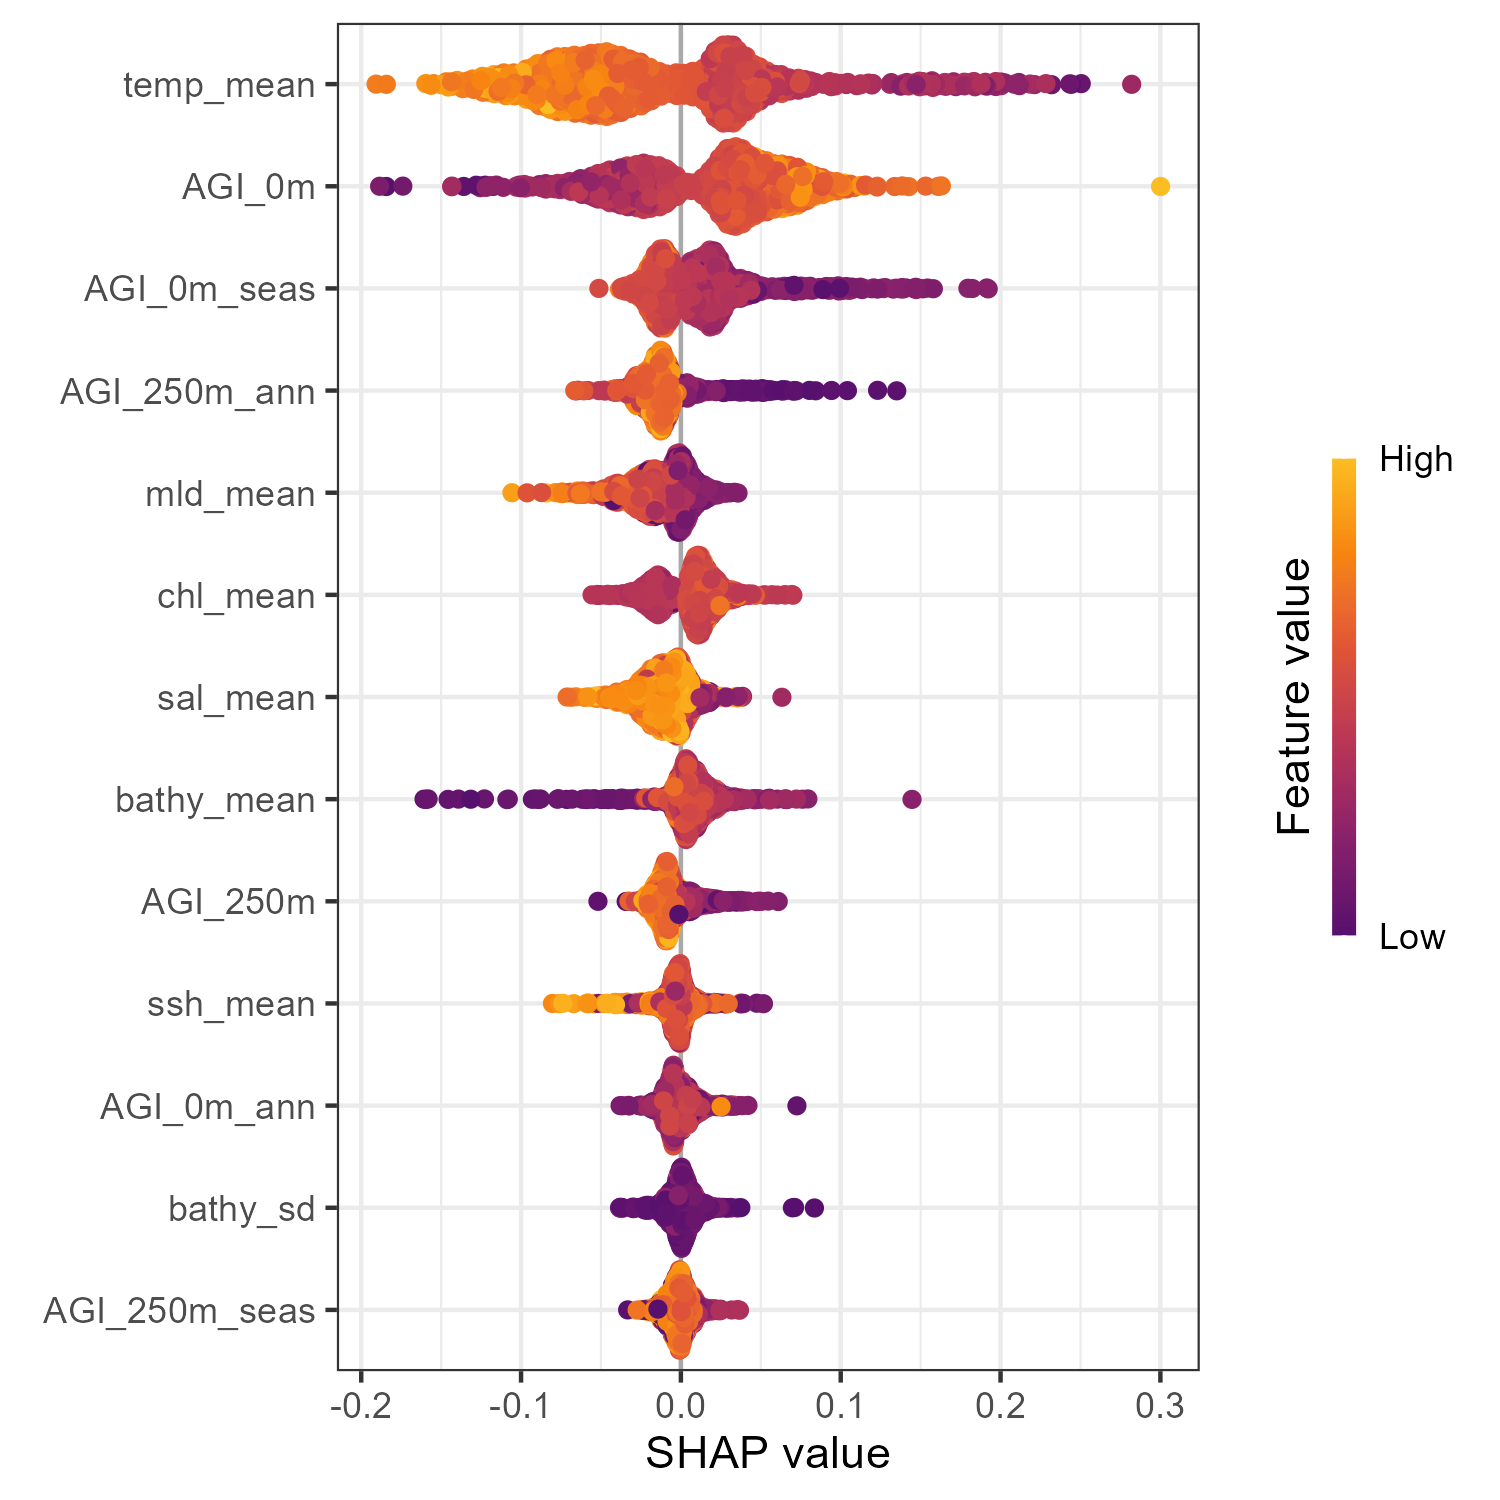 temp_mean
AGI_0m
AGI_0m_seas
AGI_250m_ann
mld_mean
chl_mean
sal_mean
bathy_mean
AGI_250m
ssh_mean
AGI_0m_ann
bathy_sd
AGI_250m_seas
-0.2 -0.1 0.0 0.1 0.2 0.3
SHAP value
Feature value
High
Low